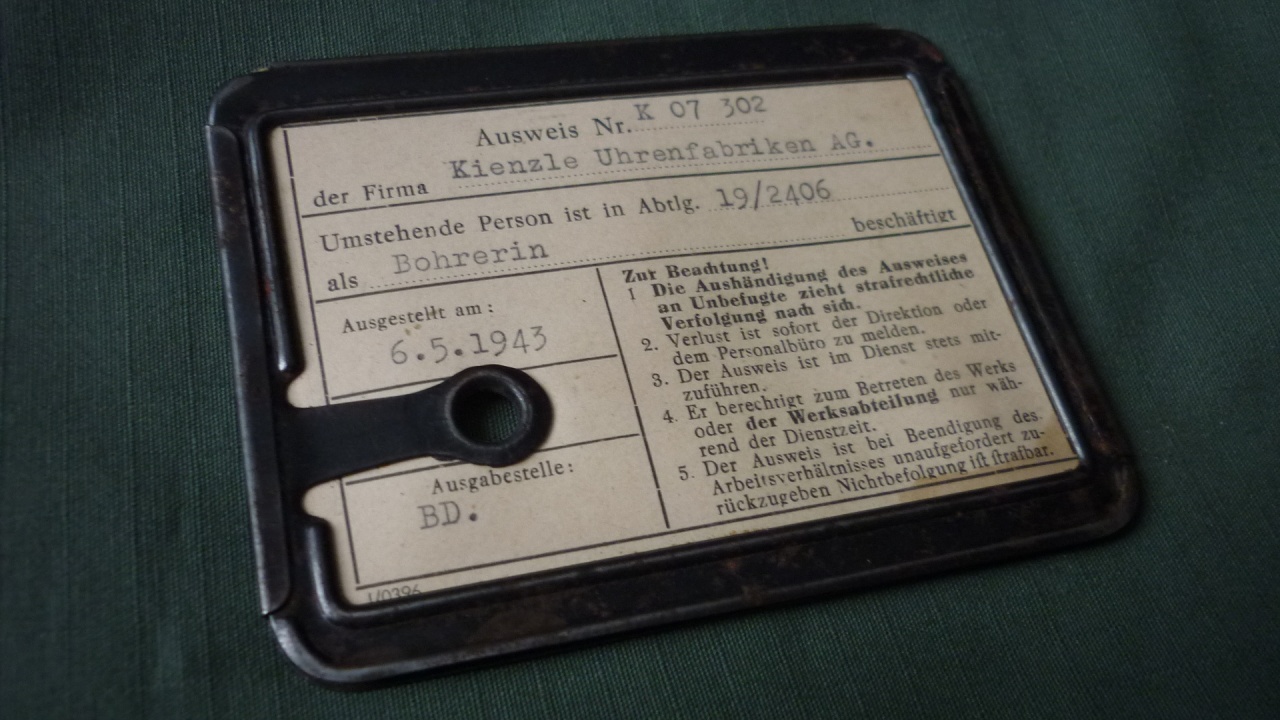 Ausweis Nr. K 07 302
der Firma Kienzle Uhrenfabriken AG.
Umstehende Person ist in Abtlg. 19/2406
als Bohrerin beschäftigt
Ausgestellt am:
6.5.1943
Ausgabestelle:
BD.
1/0396
Zur Beachtung!
1 Die Aushändigung des Ausweises
an Unbefugte zieht strafrechtliche
Verfolgung nach sich.
2. Verlust ist sofort der Direktion oder
dem Personalbüro zu melden.
3. Der Ausweis ist im Dienst stets mit-
zuführen.
4. Er berechtigt zum Betreten des Werks
oder der Werksabteilung nur wäh-
rend der Dienstzeit.
5. Der Ausweis ist bei Beendigung des
Arbeitsverhältnisses unaufgefordert zu-
rückzugeben Nichtbefolgung iſt ſtrafbar.